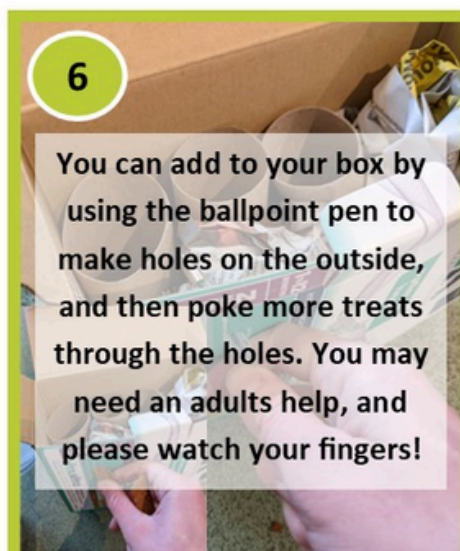 6
You can add to your box by
using the ballpoint pen to
make holes on the outside,
and then poke more treats
through the holes. You may
need an adults help, and
please watch your fingers!